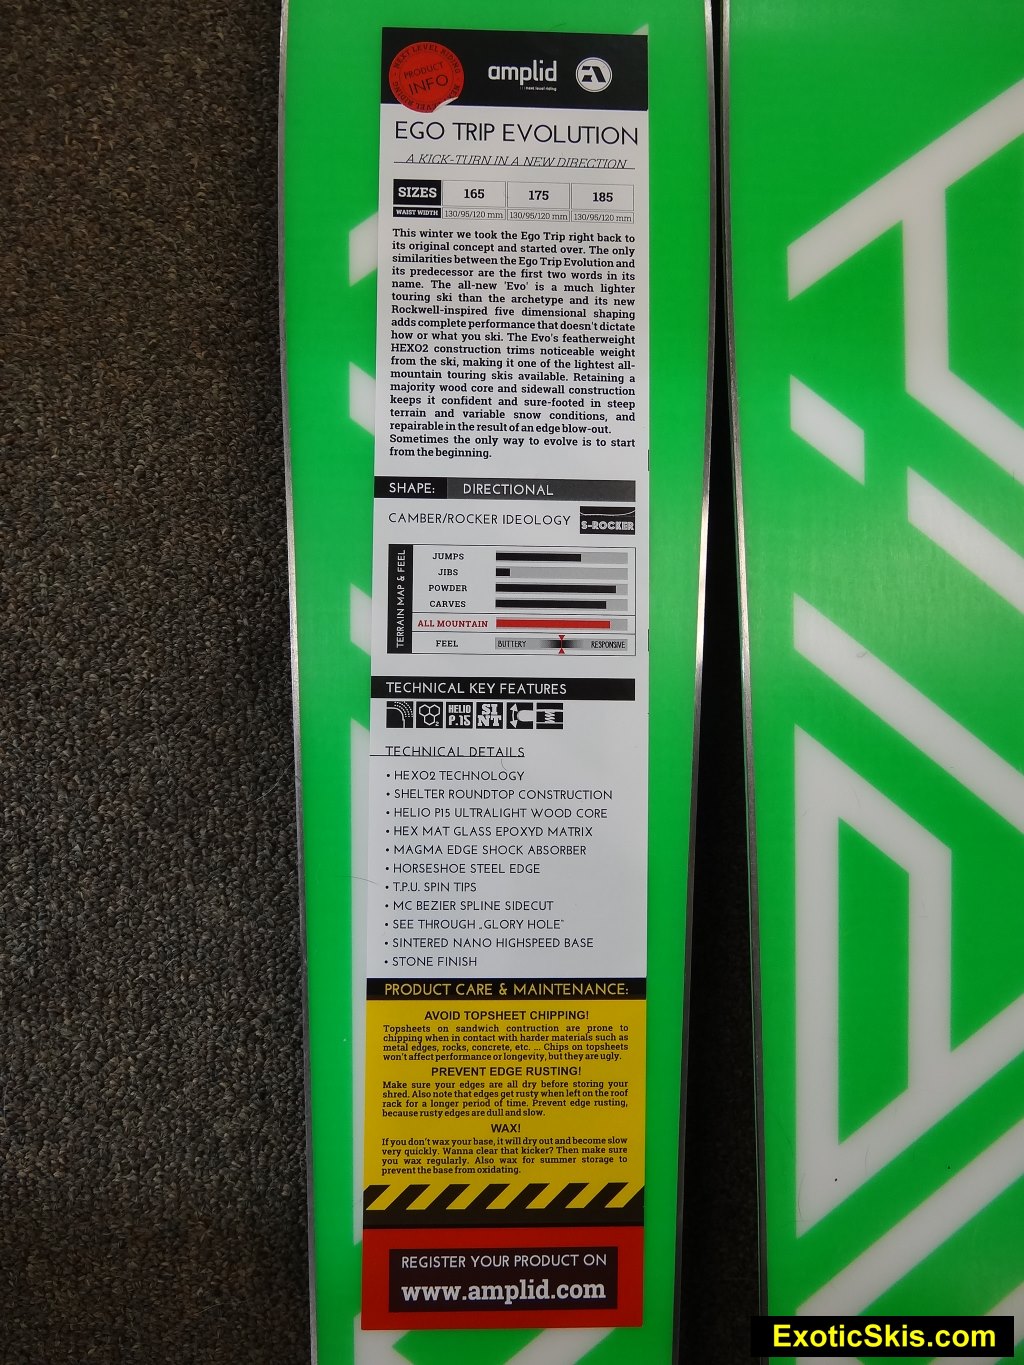 NEXT LEVEL RIDING
PRODUCT
INFO
amplid
next level riding
EGO TRIP EVOLUTION
A KICK-TURN IN A NEW DIRECTION
SIZES 165 175 185
WAIST WIDTH 130/95/120 mm 130/95/120 mm 130/95/120 mm
This winter we took the Ego Trip right back to
its original concept and started over. The only
similarities between the Ego Trip Evolution and
its predecessor are the first two words in its
name. The all-new 'Evo' is a much lighter
touring ski than the archetype and its new
Rockwell-inspired five dimensional shaping
adds complete performance that doesn't dictate
how or what you ski. The Evo's featherweight
HEXO2 construction trims noticeable weight
from the ski, making it one of the lightest all-
mountain touring skis available. Retaining a
majority wood core and sidewall construction
keeps it confident and sure-footed in steep
terrain and variable snow conditions, and
repairable in the result of an edge blow-out.
Sometimes the only way to evolve is to start
from the beginning.
SHAPE: DIRECTIONAL
CAMBER/ROCKER IDEOLOGY S-ROCKER
TERRAIN MAP & FEEL
JUMPS
JIBS
POWDER
CARVES
ALL MOUNTAIN
FEEL BUTTERY RESPONSIVE
TECHNICAL KEY FEATURES
HELIO P.15 SINT
TECHNICAL DETAILS
• HEXO2 TECHNOLOGY
• SHELTER ROUNDTOP CONSTRUCTION
• HELIO P15 ULTRALIGHT WOOD CORE
• HEX MAT GLASS EPOXYD MATRIX
• MAGMA EDGE SHOCK ABSORBER
• HORSESHOE STEEL EDGE
• T.P.U. SPIN TIPS
• MC BEZIER SPLINE SIDECUT
• SEE THROUGH „GLORY HOLE"
• SINTERED NANO HIGHSPEED BASE
• STONE FINISH
PRODUCT CARE & MAINTENANCE:
AVOID TOPSHEET CHIPPING!
Topsheets on sandwich contruction are prone to
chipping when in contact with harder materials such as
metal edges, rocks, concrete, etc. ... Chips on topsheets
won't affect performance or longevity, but they are ugly.
PREVENT EDGE RUSTING!
Make sure your edges are all dry before storing your
shred. Also note that edges get rusty when left on the roof
rack for a longer period of time. Prevent edge rusting,
because rusty edges are dull and slow.
WAX!
If you don't wax your base, it will dry out and become slow
very quickly. Wanna clear that kicker? Then make sure
you wax regularly. Also wax for summer storage to
prevent the base from oxidating.
REGISTER YOUR PRODUCT ON
www.amplid.com
ExoticSkis.com